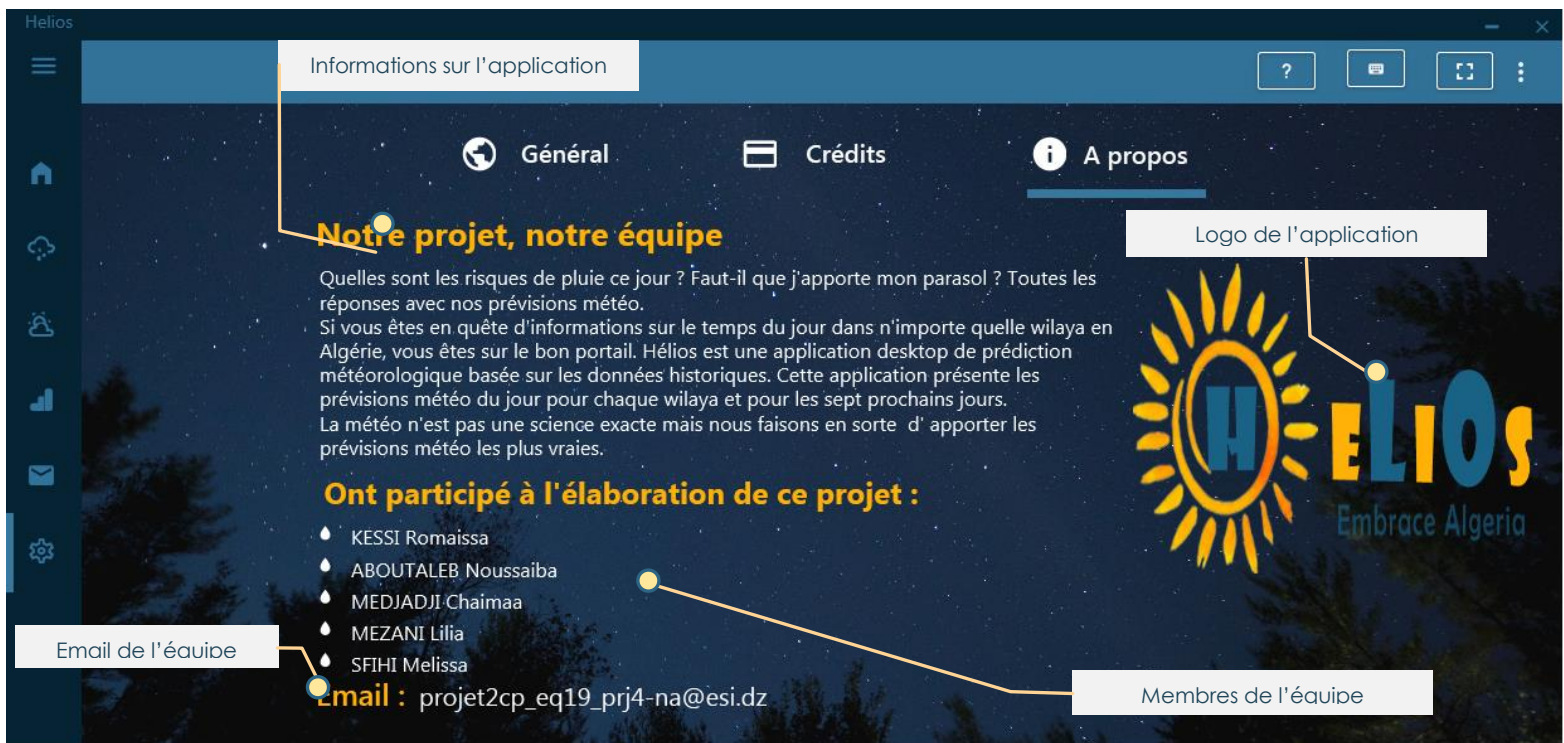 Helios
Informations sur l'application
?
Général
Crédits
A propos
Notre projet, notre équipe
Logo de l'application
Quelles sont les risques de pluie ce jour ? Faut-il que j'apporte mon parasol ? Toutes les
réponses avec nos prévisions météo.
Si vous êtes en quête d'informations sur le temps du jour dans n'importe quelle wilaya en
Algérie, vous êtes sur le bon portail. Hélios est une application desktop de prédiction
météorologique basée sur les données historiques. Cette application présente les
prévisions météo du jour pour chaque wilaya et pour les sept prochains jours.
La météo n'est pas une science exacte mais nous faisons en sorte d' apporter les
prévisions météo les plus vraies.
HELIOS
Embrace Algeria
Ont participé à l'élaboration de ce projet :
KESSI Romaissa
ABOUTALEB Noussaiba
MEDJADJI Chaimaa
MEZANI Lilia
SFIHI Melissa
Email de l'équipe
Email : projet2cp_eq19_prj4-na@esi.dz
Membres de l'équipe